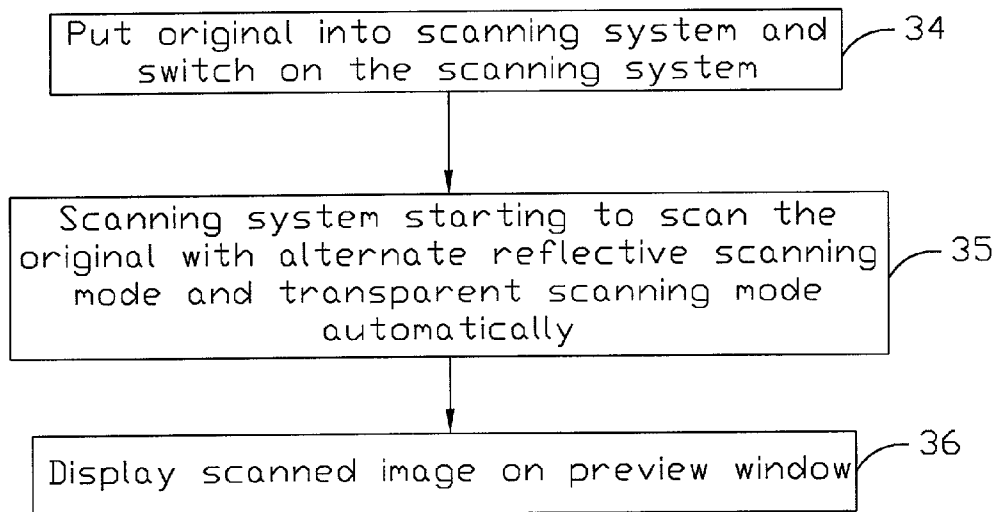 Put original into scanning system and
switch on the scanning system
34
Scanning system starting to scan the
original with alternate reflective scanning
mode and transparent scanning mode
automatically
35
Display scanned image on preview window
36